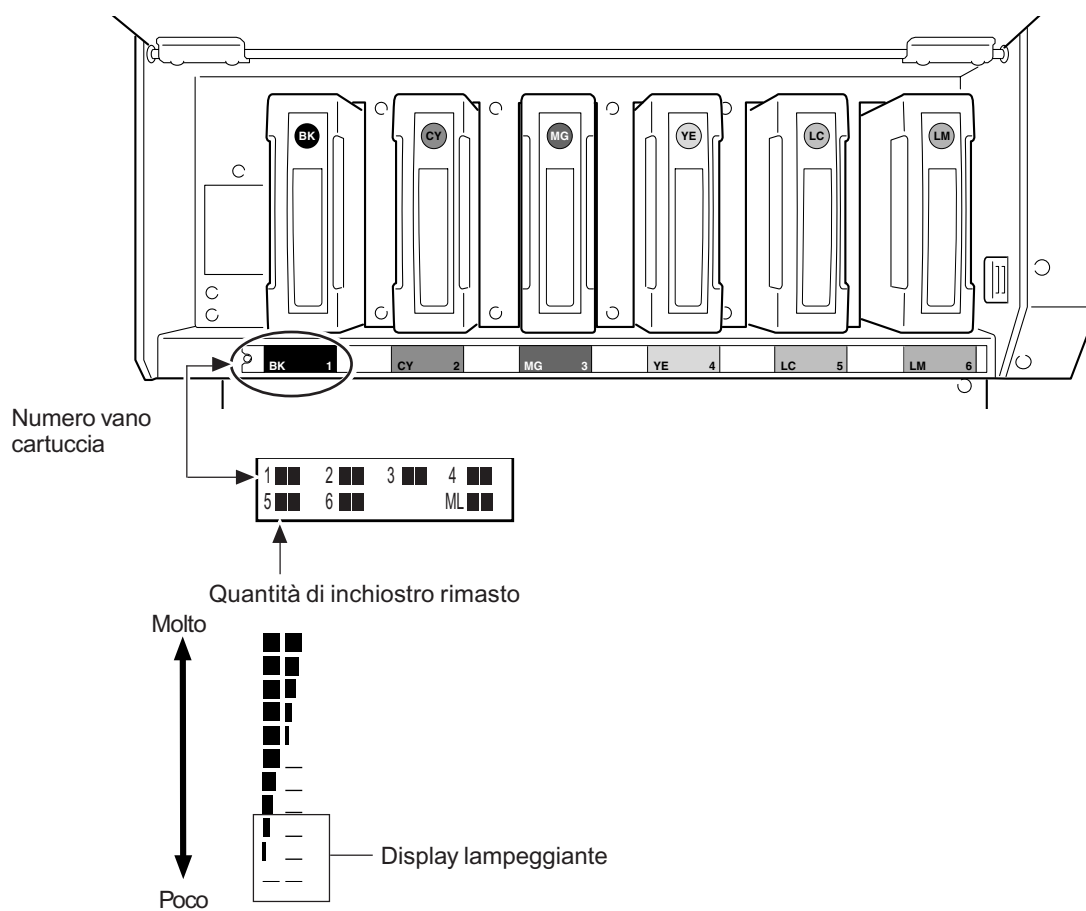 BK CY MG YE LC LM
BK 1 CY 2 MG 3 YE 4 LC 5 LM 6
Numero vano
cartuccia
1 2 3 4
5 6 ML
Quantità di inchiostro rimasto
Molto
Display lampeggiante
Poco